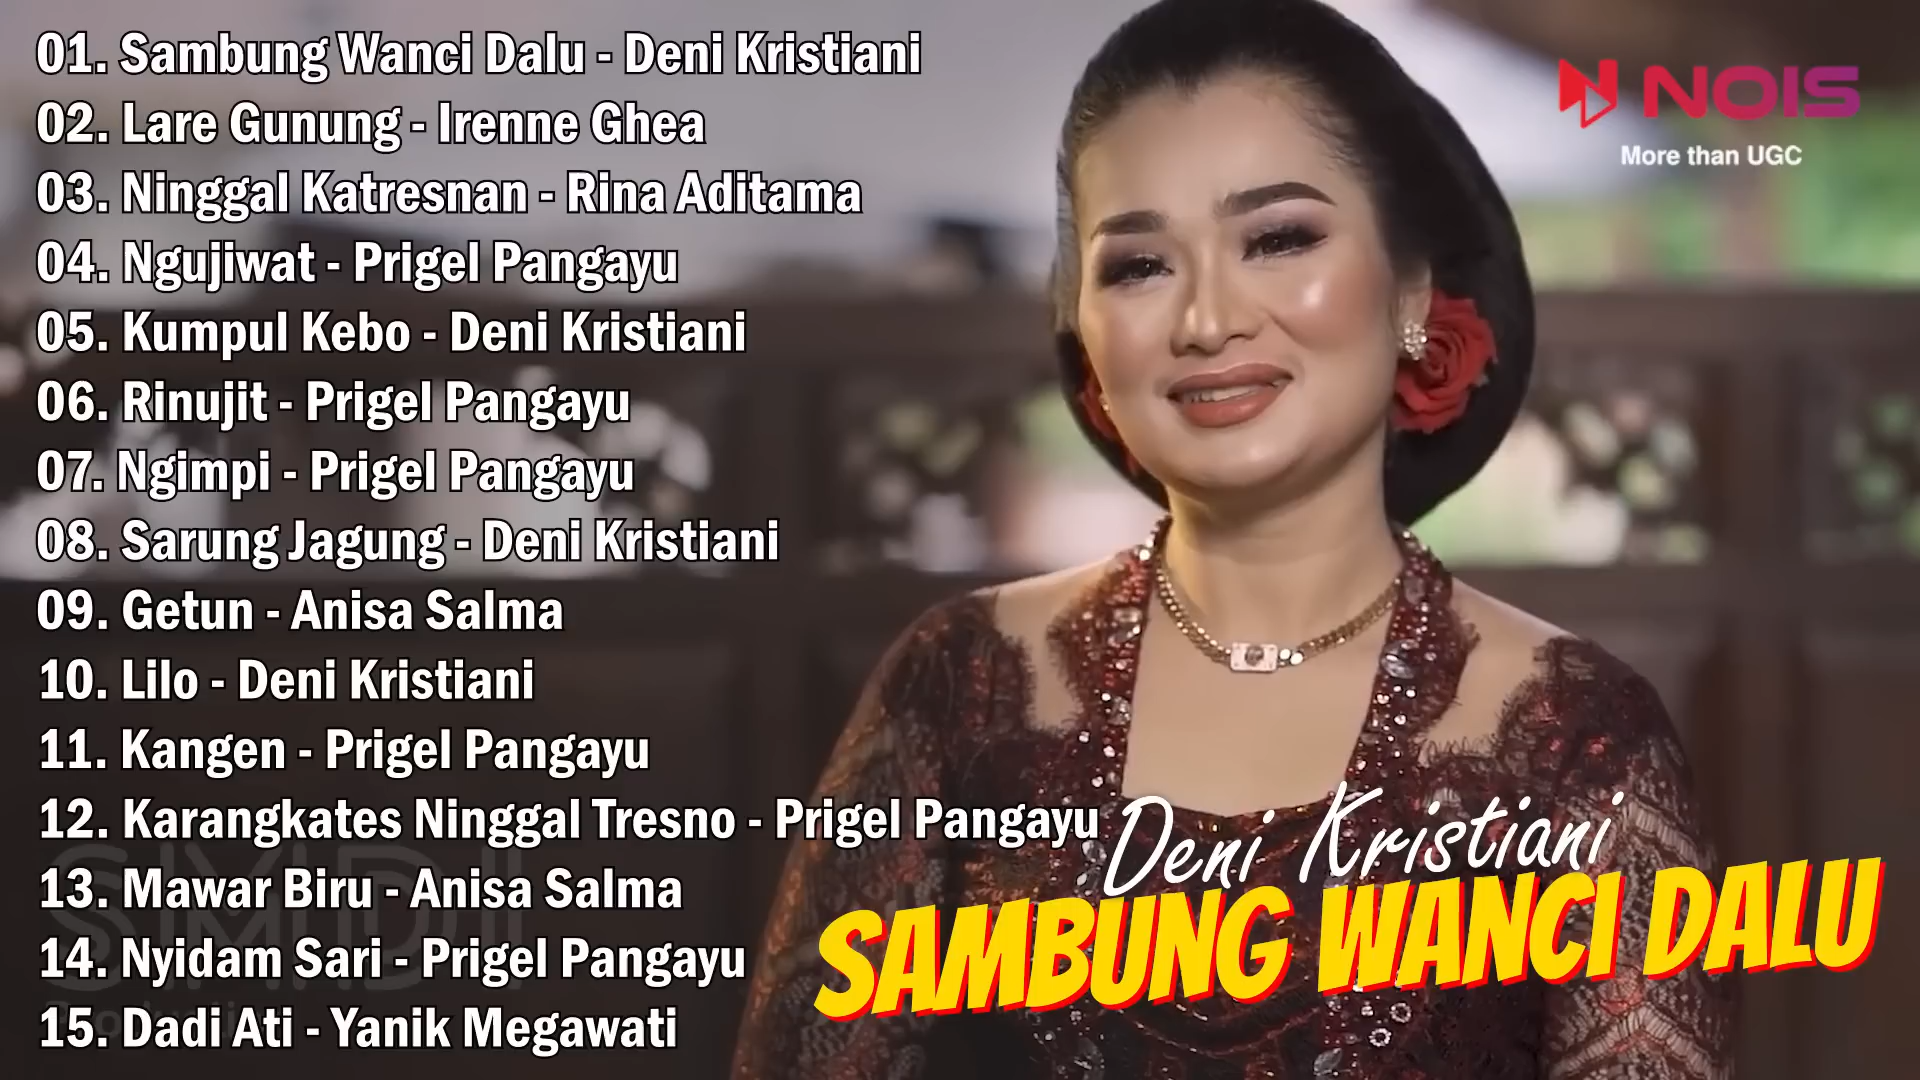 01. Sambung Wanci Dalu - Deni Kristiani
02. Lare Gunung - Irenne Ghea
03. Ninggal Katresnan - Rina Aditama
04. Ngujiwat - Prigel Pangayu
05. Kumpul Kebo - Deni Kristiani
06. Rinujit - Prigel Pangayu
07. Ngimpi - Prigel Pangayu
08. Sarung Jagung - Deni Kristiani
09. Getun - Anisa Salma
10. Lilo - Deni Kristiani
11. Kangen - Prigel Pangayu
12. Karangkates Ninggal Tresno - Prigel Pangayu
13. Mawar Biru - Anisa Salma
14. Nyidam Sari - Prigel Pangayu
15. Dadi Ati - Yanik Megawati
NOIS
More than UGC
Deni Kristiani
SAMBUNG WANCI DALU